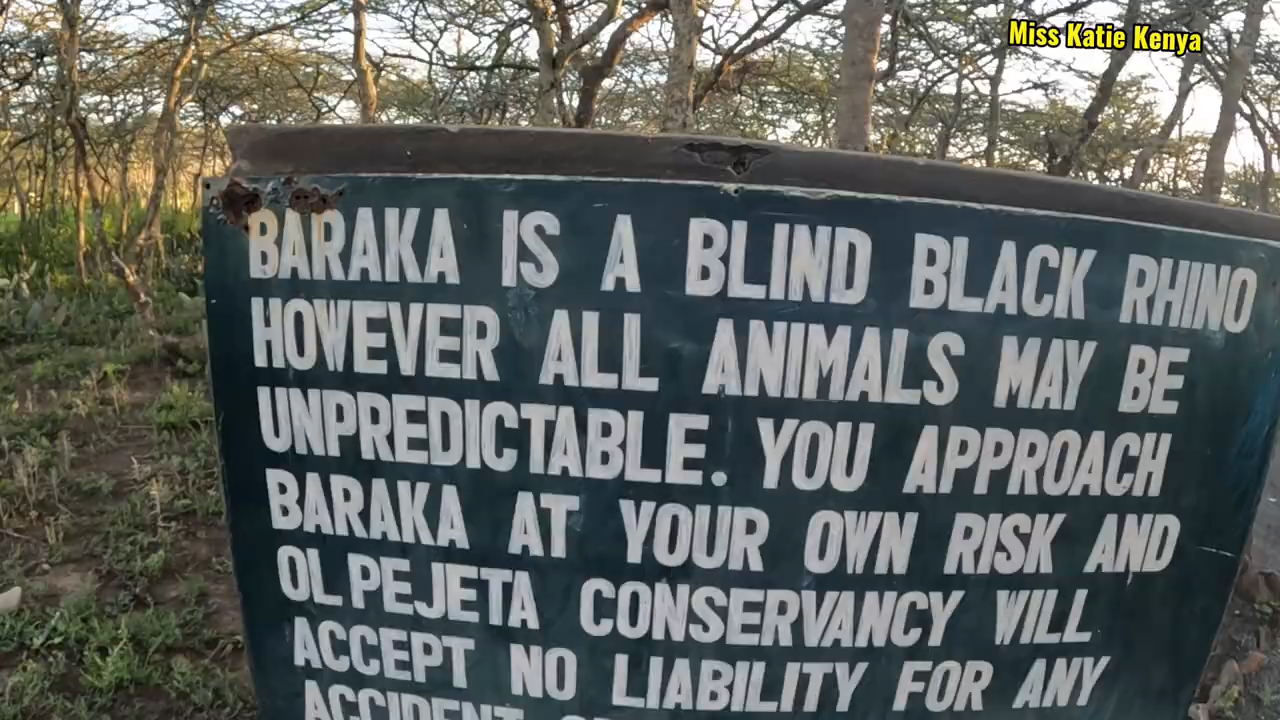 Miss Katie Kenya
BARAKA IS A BLIND BLACK RHINO
HOWEVER ALL ANIMALS MAY BE
UNPREDICTABLE. YOU APPROACH
BARAKA AT YOUR OWN RISK AND
OL PEJETA CONSERVANCY WILL
ACCEPT NO LIABILITY FOR ANY
ACCIDENT